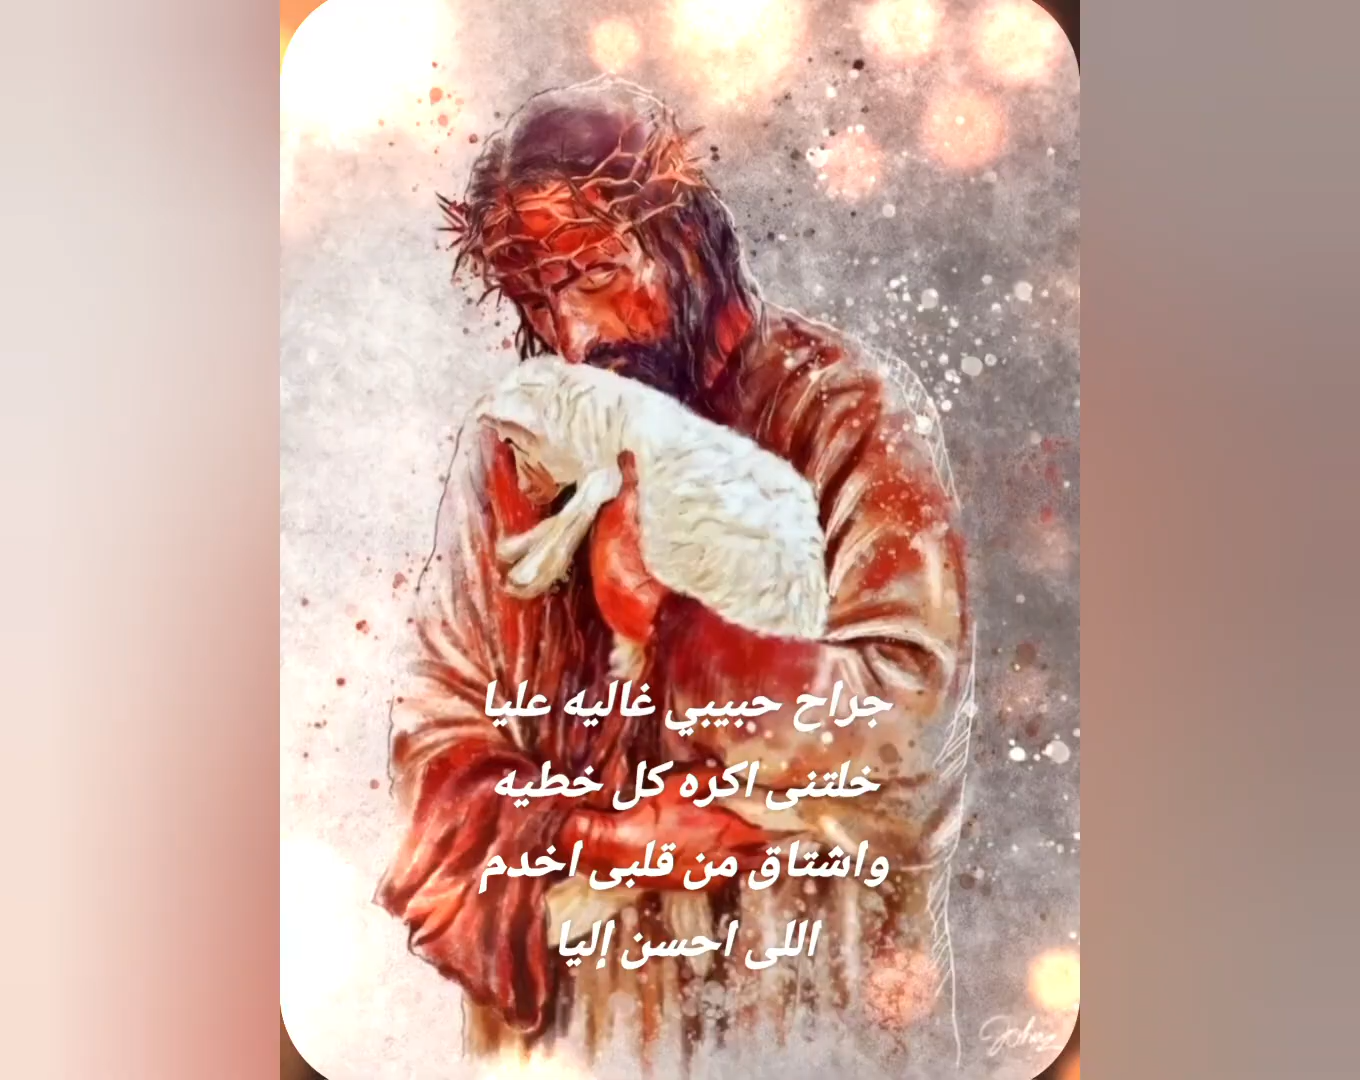 جراح حبيبي غاليه عليا
خلتنى اكره كل خطيه
واشتاق من قلبى اخدم
اللى احسن إليا